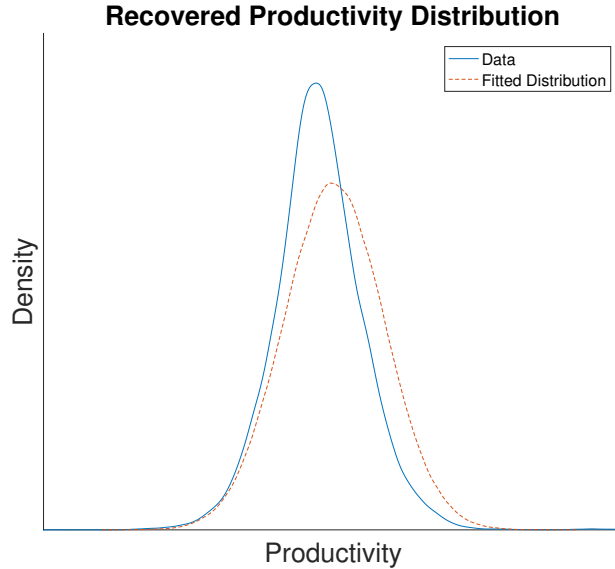 Recovered Productivity Distribution
Data
Fitted Distribution
Density
Productivity